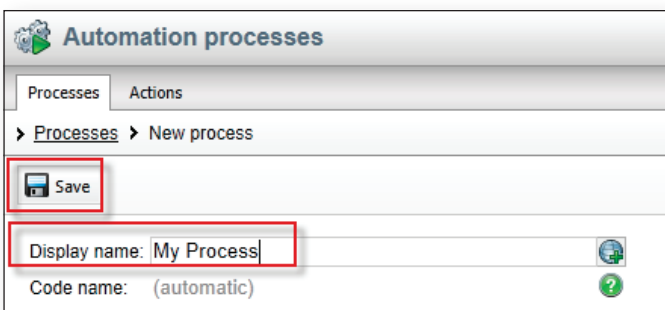 Automation processes
Processes Actions
Processes New process
Save
Display name: My Process
Code name: (automatic)